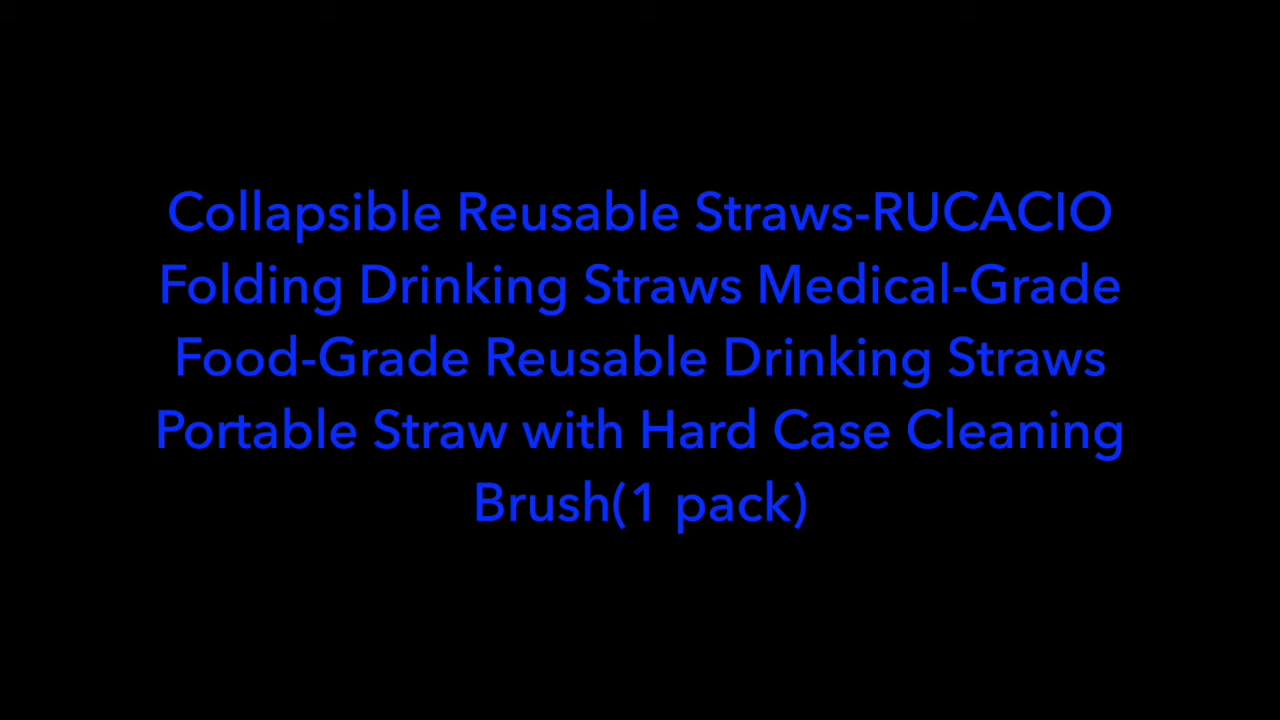 Collapsible Reusable Straws-RUCACIO
Folding Drinking Straws Medical-Grade
Food-Grade Reusable Drinking Straws
Portable Straw with Hard Case Cleaning
Brush(1 pack)